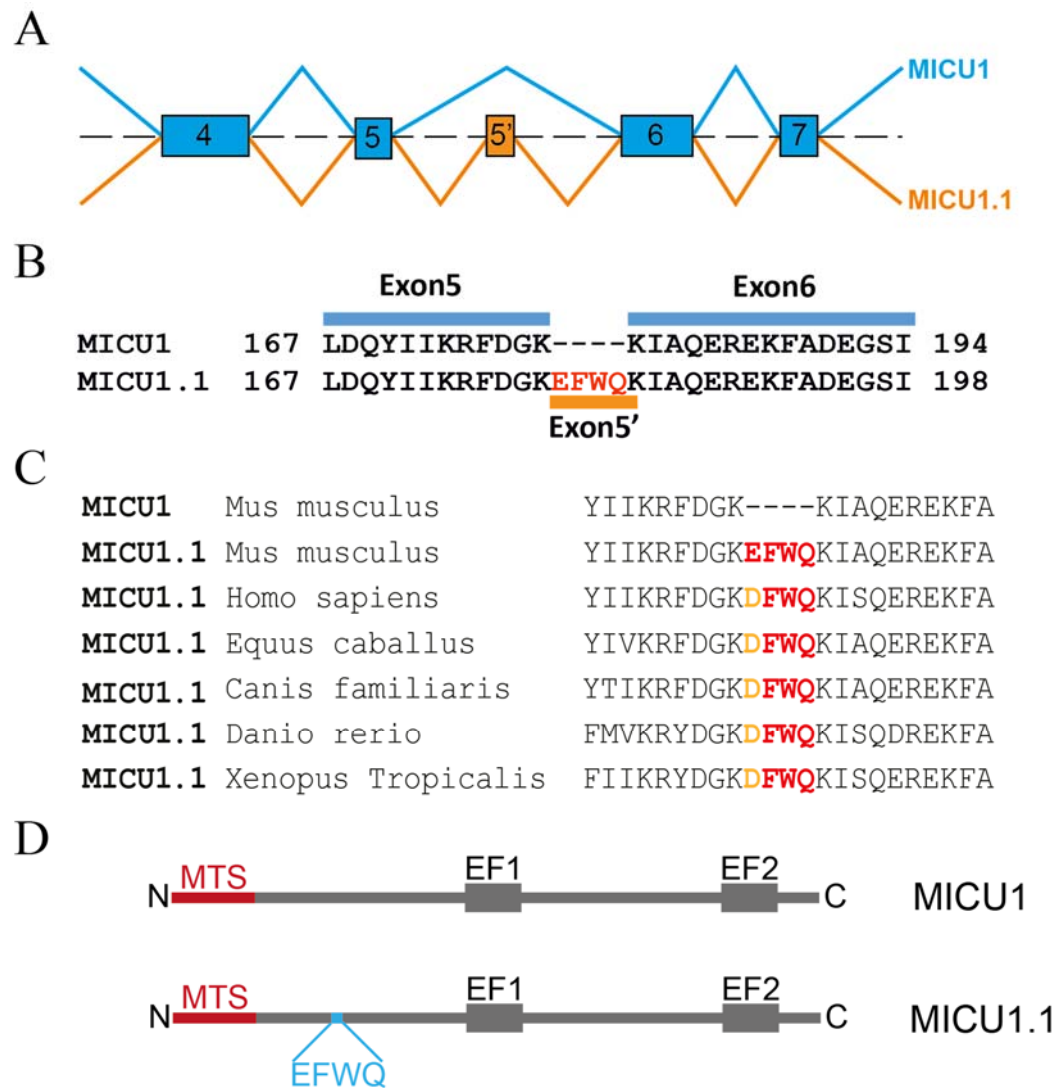 A
MICU1
4 5 5' 6 7
MICU1.1
B
Exon5 Exon6
MICU1 167 LDQYIIKRFDGK----KIAQEREKFADEGSI 194
MICU1.1 167 LDQYIIKRFDGKEFWQKIAQEREKFADEGSI 198
Exon5’
C
MICU1 Mus musculus YIIKRFDGK----KIAQEREKFA
MICU1.1 Mus musculus YIIKRFDGKEFWQKIAQEREKFA
MICU1.1 Homo sapiens YIIKRFDGKDFWQKISQEREKFA
MICU1.1 Equus caballus YIVKRFDGKDFWQKIAQEREKFA
MICU1.1 Canis familiaris YTIKRFDGKDFWQKIAQEREKFA
MICU1.1 Danio rerio FMVKRYDGKDFWQKISQDREKFA
MICU1.1 Xenopus Tropicalis FIIKRYDGKDFWQKISQEREKFA
D
MTS EF1 EF2
N C MICU1
MTS EF1 EF2
N C MICU1.1
EFWQ